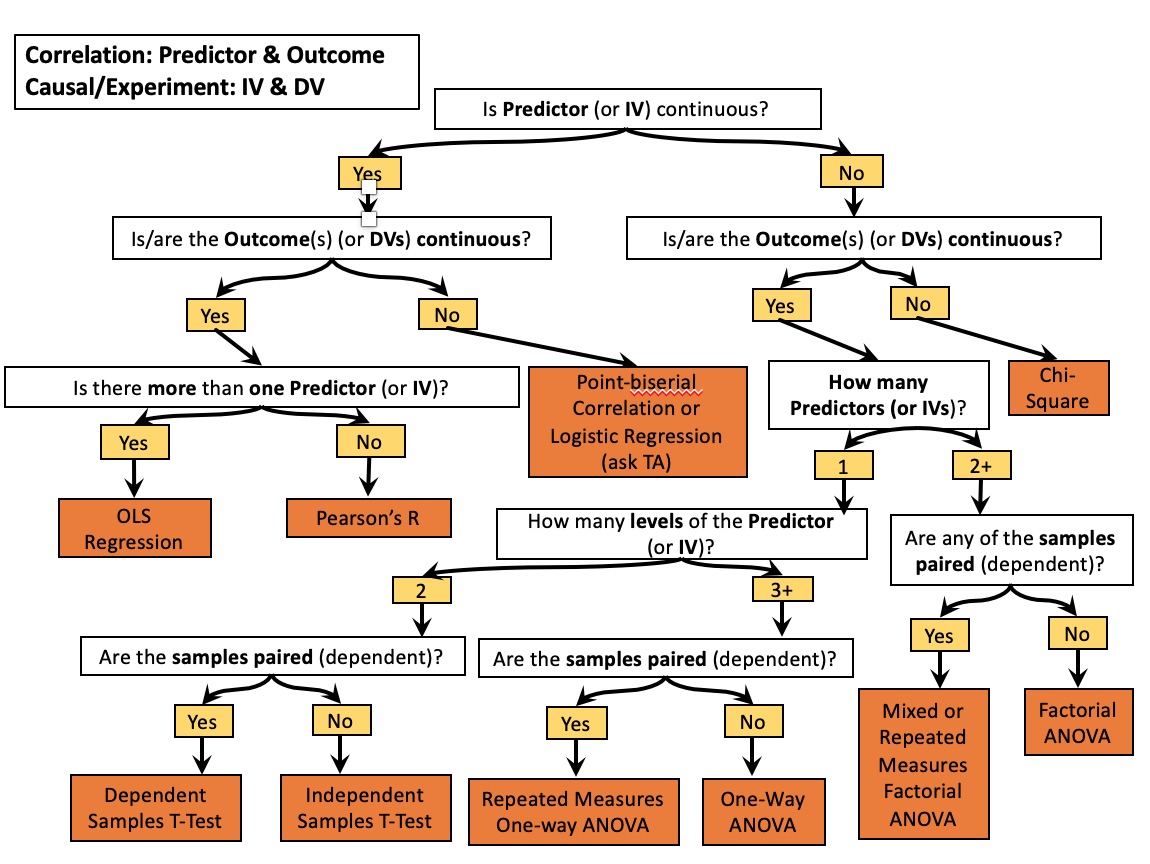 Correlation: Predictor & Outcome
Causal/Experiment: IV & DV
Is Predictor (or IV) continuous?
Yes
No
Is/are the Outcome(s) (or DVs) continuous?
Is/are the Outcome(s) (or DVs) continuous?
Yes
No
Yes
No
Is there more than one Predictor (or IV)?
Point-biserial
Correlation or
Logistic Regression
(ask TA)
How many
Predictors (or IVs)?
Chi-
Square
Yes
No
1
2+
OLS
Regression
Pearson’s R
How many levels of the Predictor
(or IV)?
Are any of the samples
paired (dependent)?
2
3+
Yes
No
Are the samples paired (dependent)?
Are the samples paired (dependent)?
Yes
No
Yes
No
Mixed or
Repeated
Measures
Factorial
ANOVA
Factorial
ANOVA
Dependent
Samples T-Test
Independent
Samples T-Test
Repeated Measures
One-way ANOVA
One-Way
ANOVA